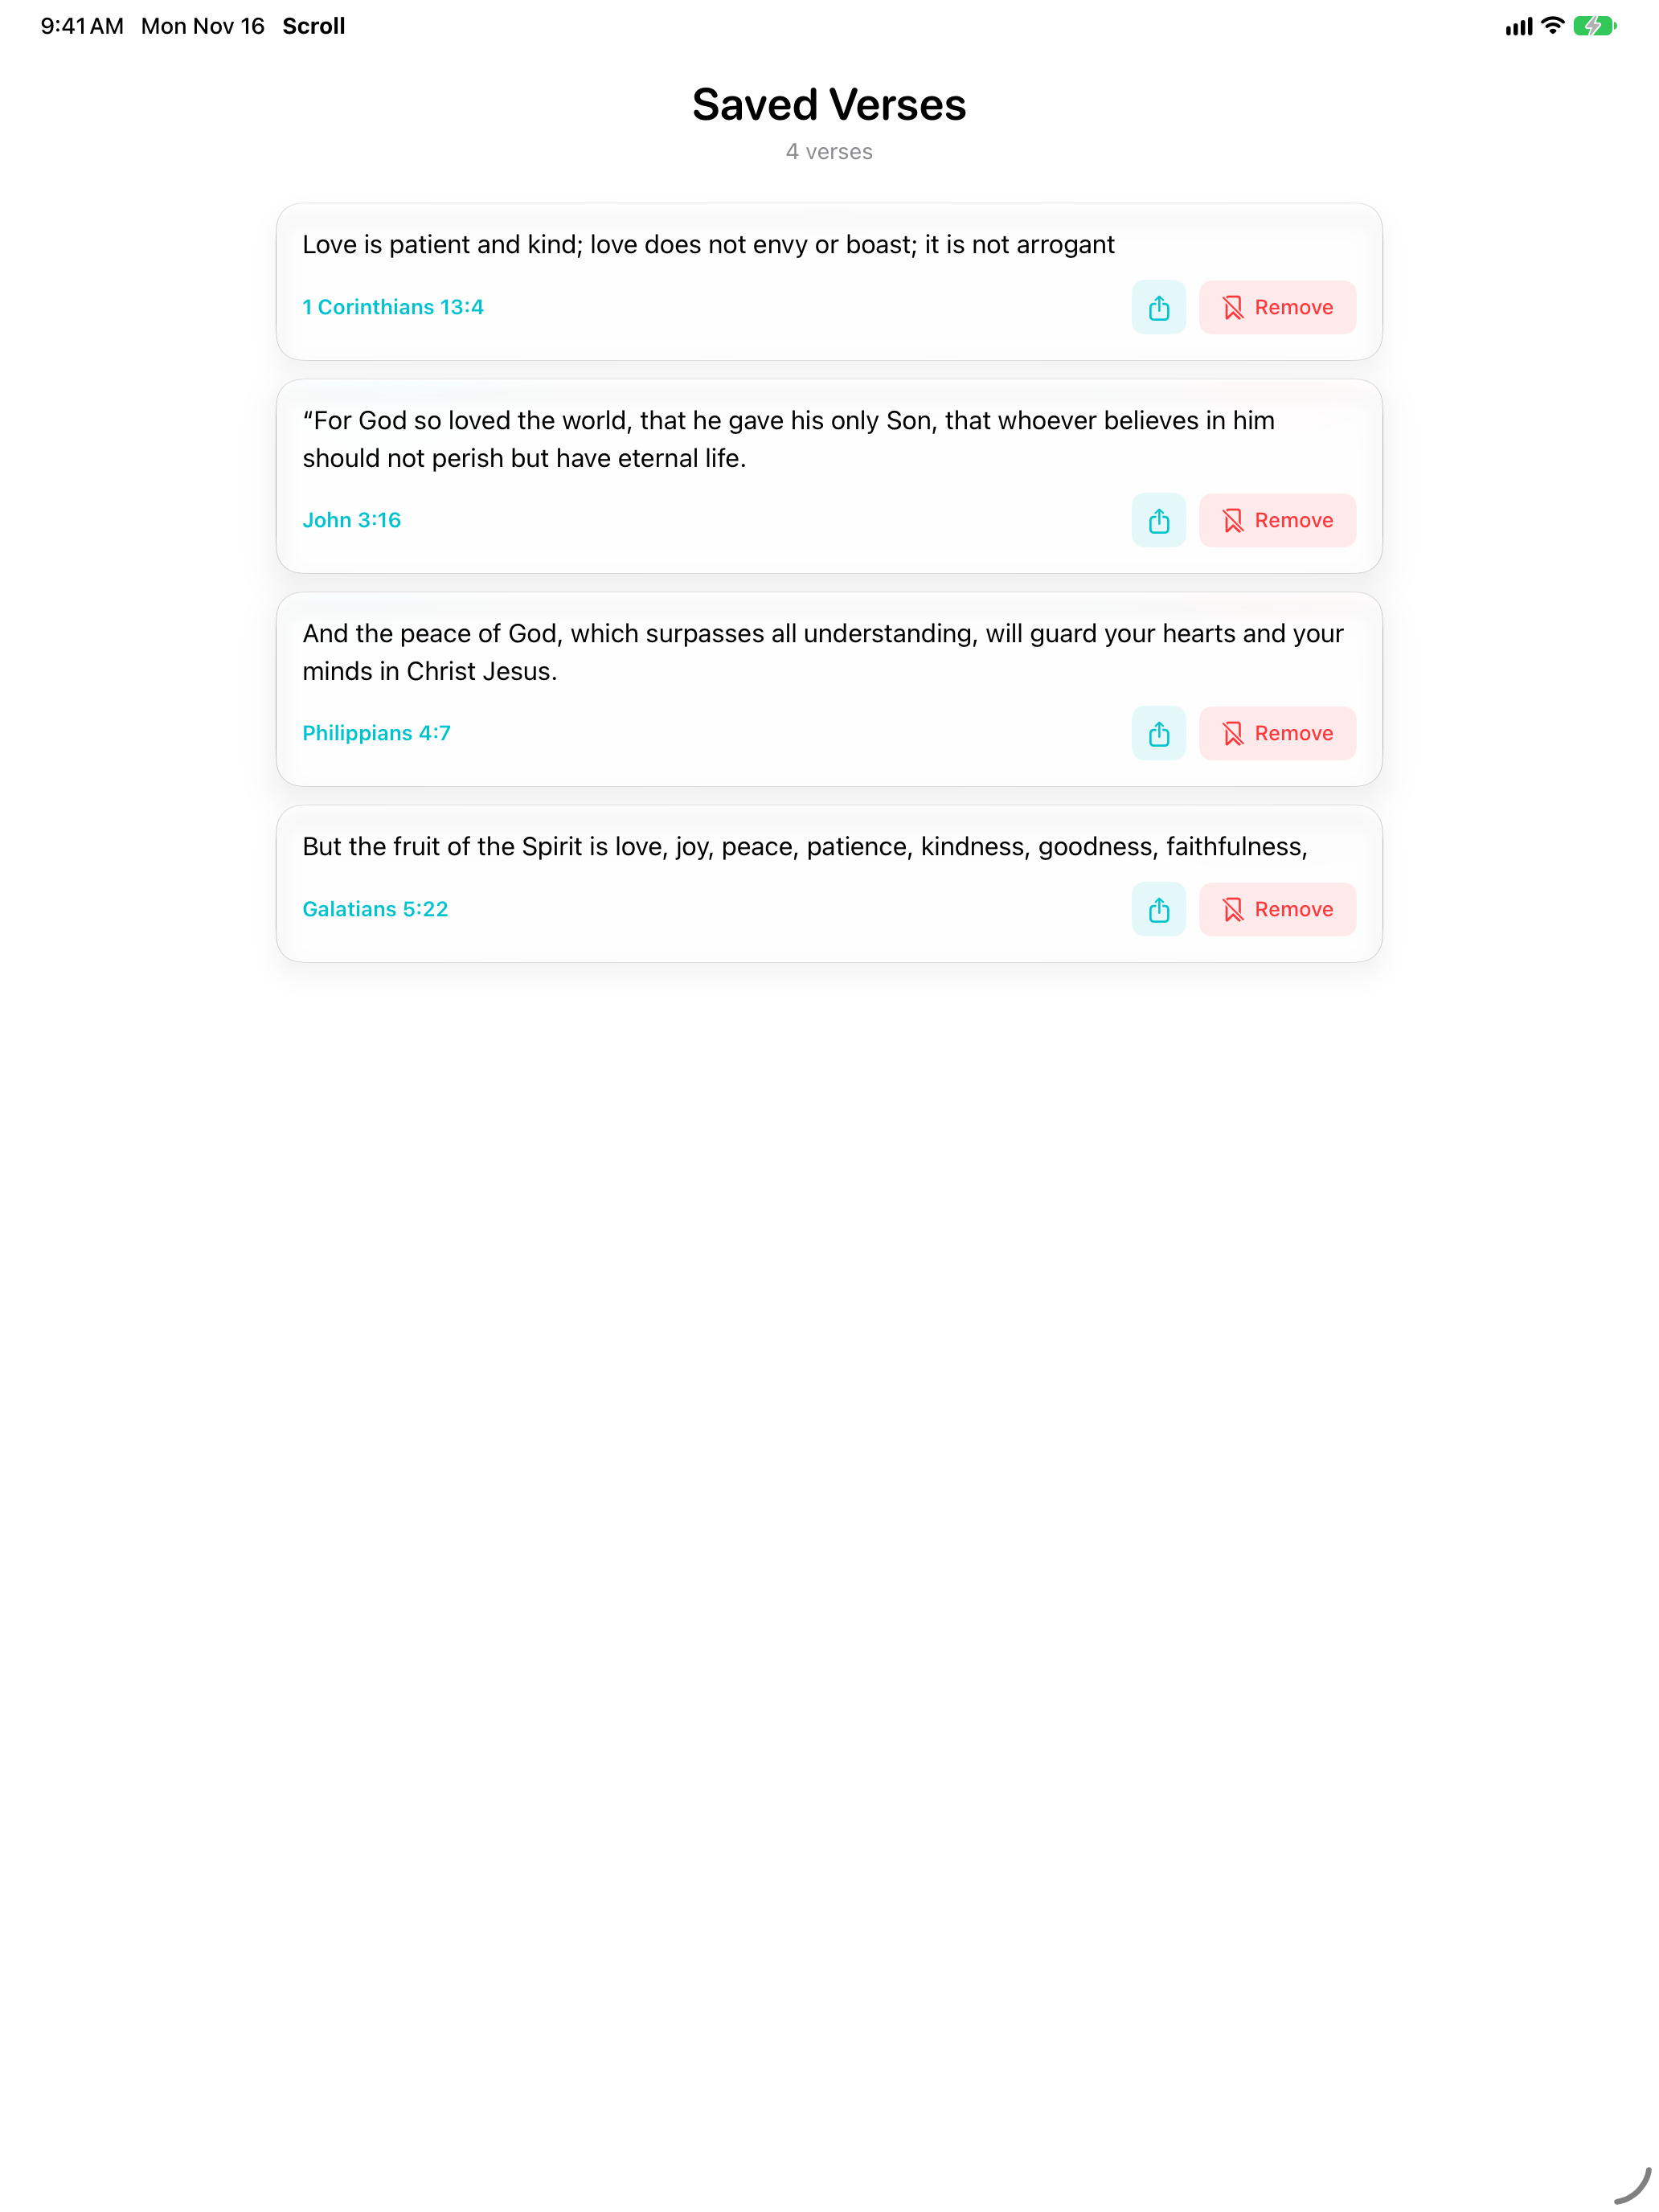 9:41 AM Mon Nov 16 Scroll
Saved Verses
4 verses
Love is patient and kind; love does not envy or boast; it is not arrogant
1 Corinthians 13:4 Remove
“For God so loved the world, that he gave his only Son, that whoever believes in him
should not perish but have eternal life.
John 3:16 Remove
And the peace of God, which surpasses all understanding, will guard your hearts and your
minds in Christ Jesus.
Philippians 4:7 Remove
But the fruit of the Spirit is love, joy, peace, patience, kindness, goodness, faithfulness,
Galatians 5:22 Remove